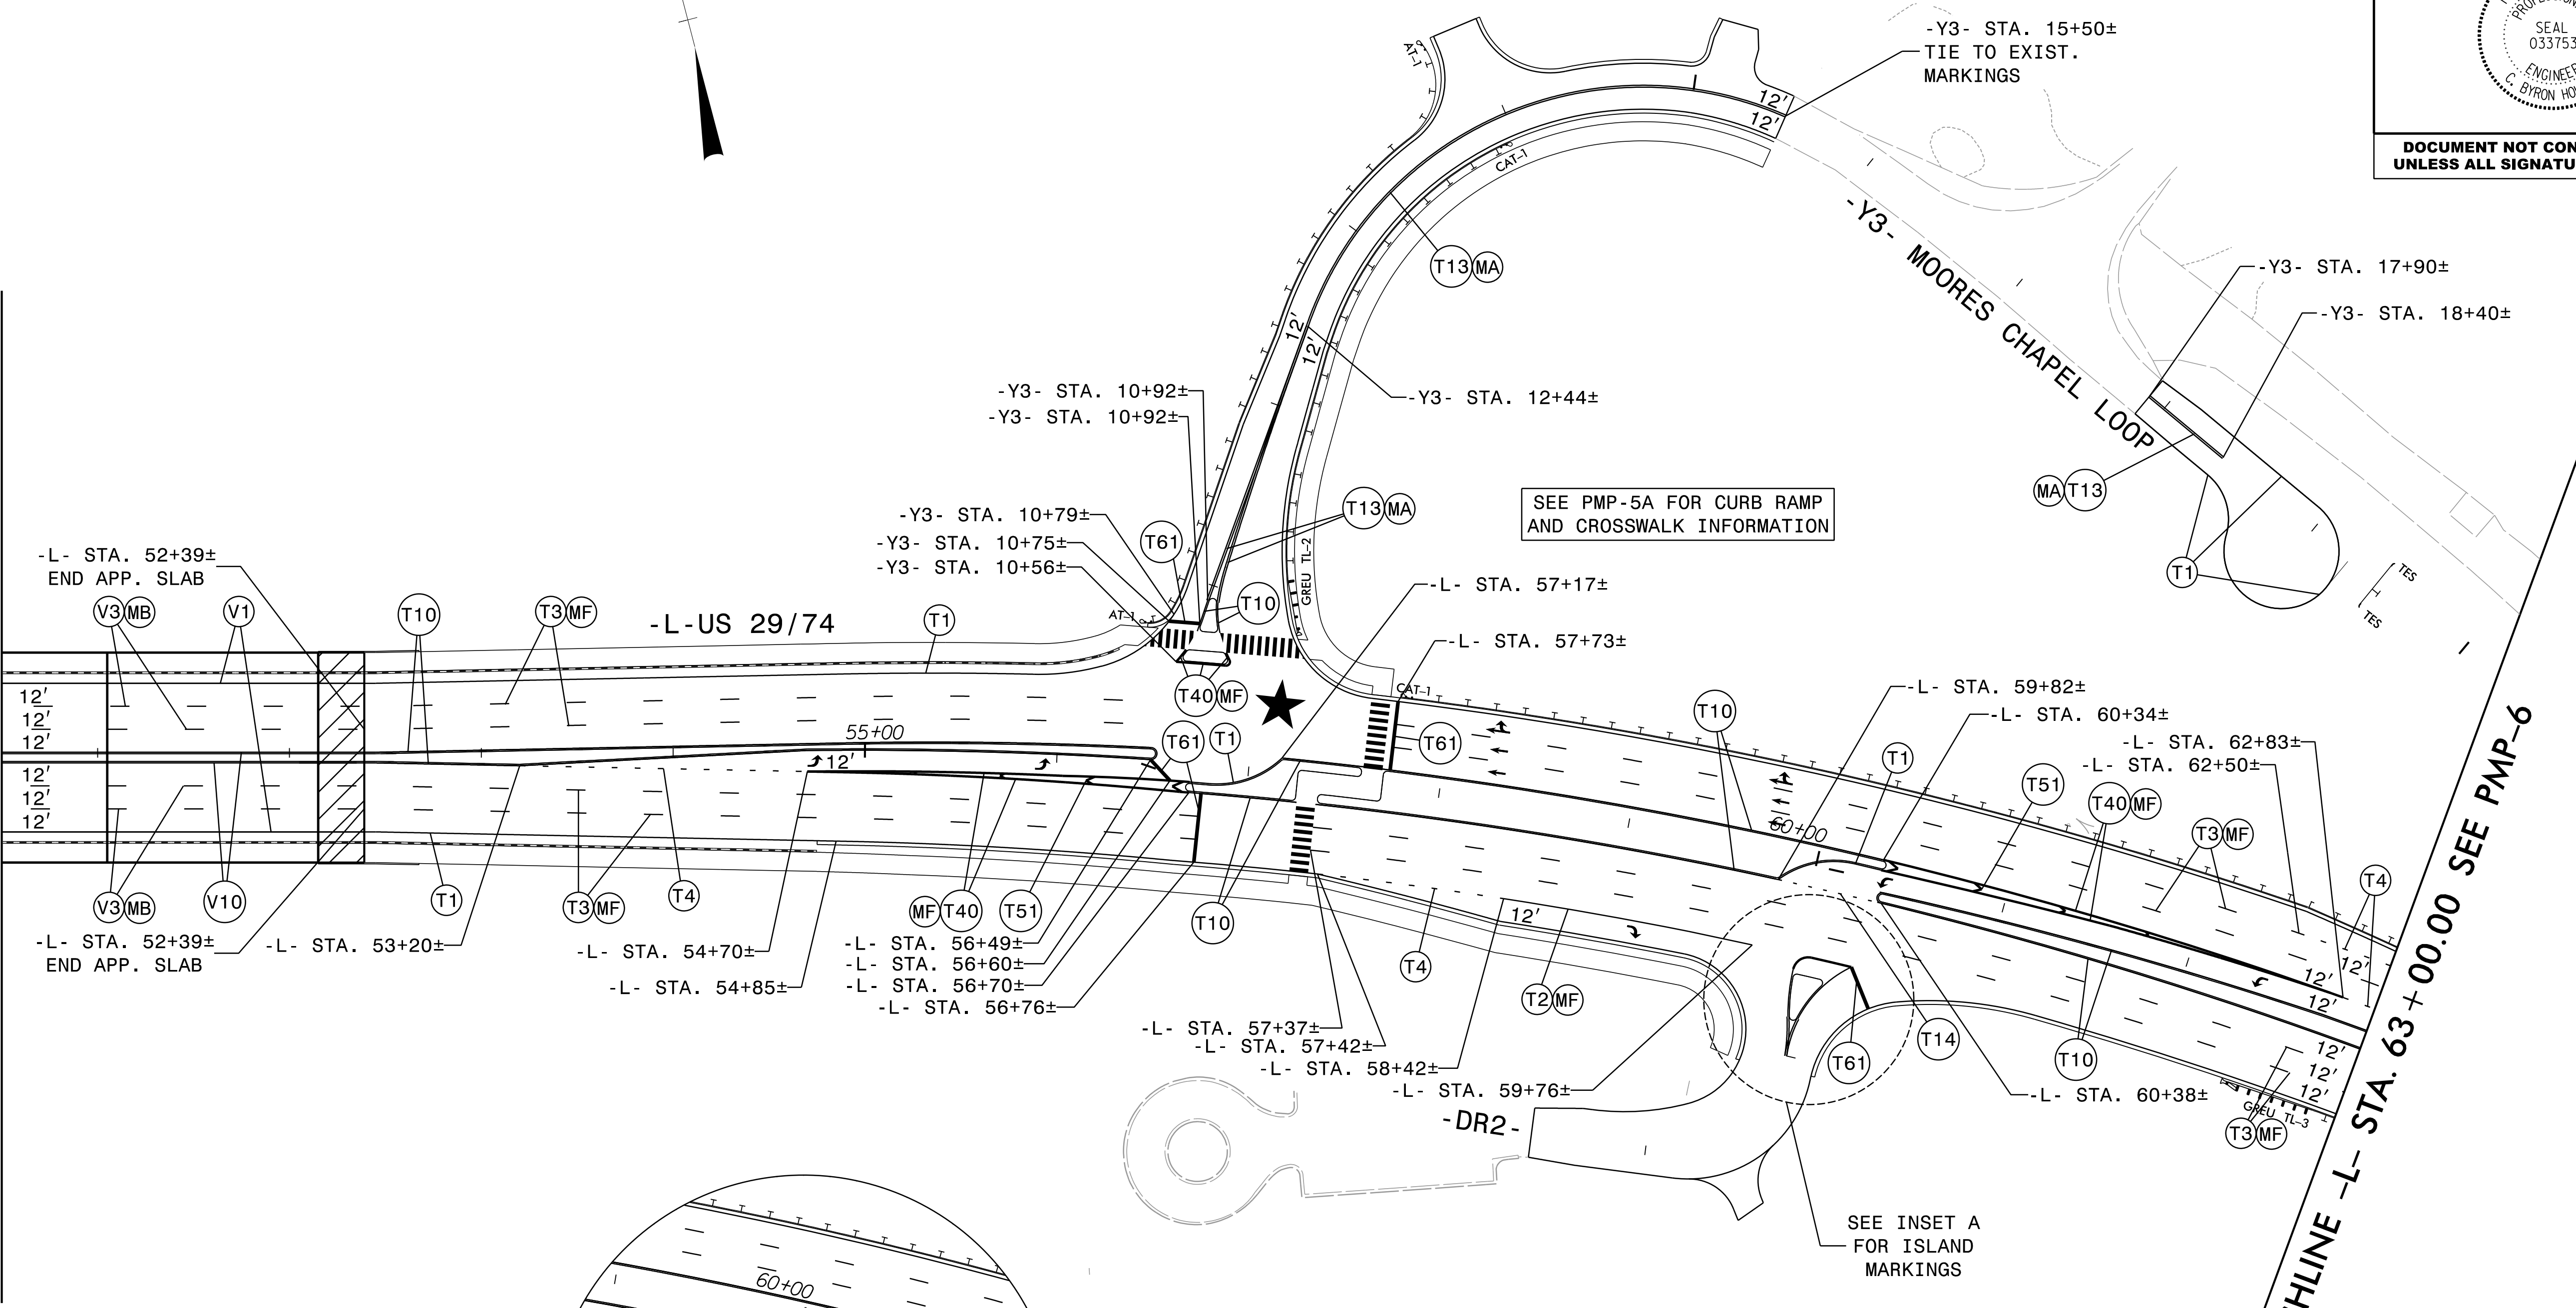 -Y3- STA. 15+50±
TIE TO EXIST.
MARKINGS
SEAL
DOCUMENT NOT CON
UNLESS ALL SIGNATU
AT-1
12'
12'
CAT-1
T13 MA
-Y3- MOORES CHAPEL LOOP
-Y3- STA. 17+90±
-Y3- STA. 18+40±
MA T13
T1
TES
TES
12'
12'
-Y3- STA. 12+44±
-Y3- STA. 10+92±
-Y3- STA. 10+92±
T13 MA
SEE PMP-5A FOR CURB RAMP
AND CROSSWALK INFORMATION
-Y3- STA. 10+79±
-Y3- STA. 10+75±
-Y3- STA. 10+56±
T61
T10
GREU TL-2
AT-1
-L- STA. 52+39±
END APP. SLAB
V3 MB
V1
T10
T3 MF
-L-US 29/74
T1
T40 MF
-L- STA. 57+17±
-L- STA. 57+73±
CAT-1
12'
12'
12'
12'
12'
12'
55+00
12'
T61
T1
T61
T10
-L- STA. 59+82±
-L- STA. 60+34±
-L- STA. 62+83±
-L- STA. 62+50±
T1
T51
T40 MF
T3 MF
T4
60+00
V3 MB
V10
T1
T3 MF
T4
MF T40
T51
T10
-L- STA. 52+39±
END APP. SLAB
-L- STA. 53+20±
-L- STA. 54+70±
-L- STA. 54+85±
-L- STA. 56+49±
-L- STA. 56+60±
-L- STA. 56+70±
-L- STA. 56+76±
-L- STA. 57+37±
-L- STA. 57+42±
-L- STA. 58+42±
-L- STA. 59+76±
T4
12'
T2 MF
T61
T14
T10
-L- STA. 60+38±
12'
12'
12'
12'
12'
12'
GREU TL-3
T3 MF
-DR2-
SEE INSET A
FOR ISLAND
MARKINGS
HLINE -L- STA. 63+00.00 SEE PMP-6
60+00